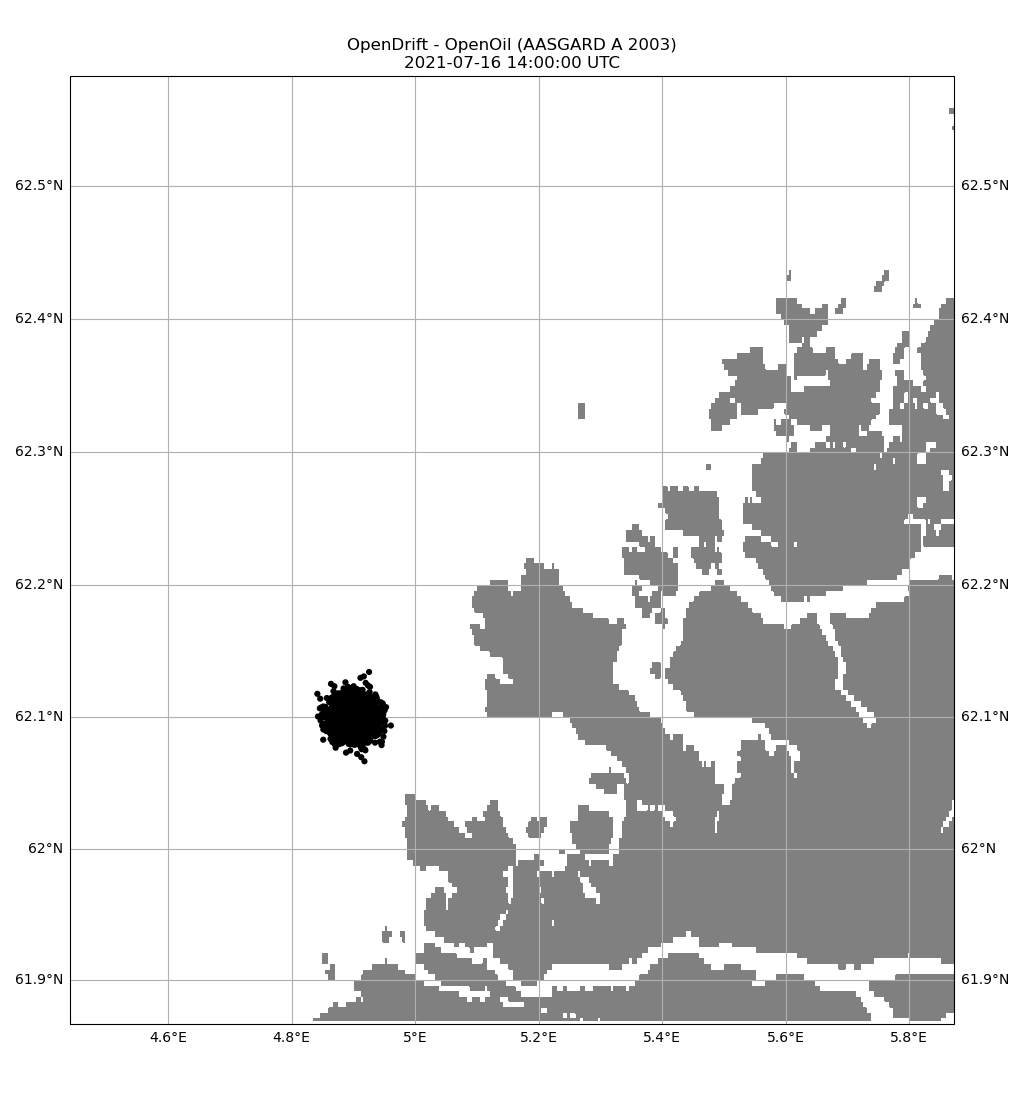 OpenDrift - OpenOil (AASGARD A 2003)
2021-07-16 14:00:00 UTC
62.5°N 62.5°N
62.4°N 62.4°N
62.3°N 62.3°N
62.2°N 62.2°N
62.1°N 62.1°N
62°N 62°N
61.9°N 61.9°N
4.6°E 4.8°E 5°E 5.2°E 5.4°E 5.6°E 5.8°E